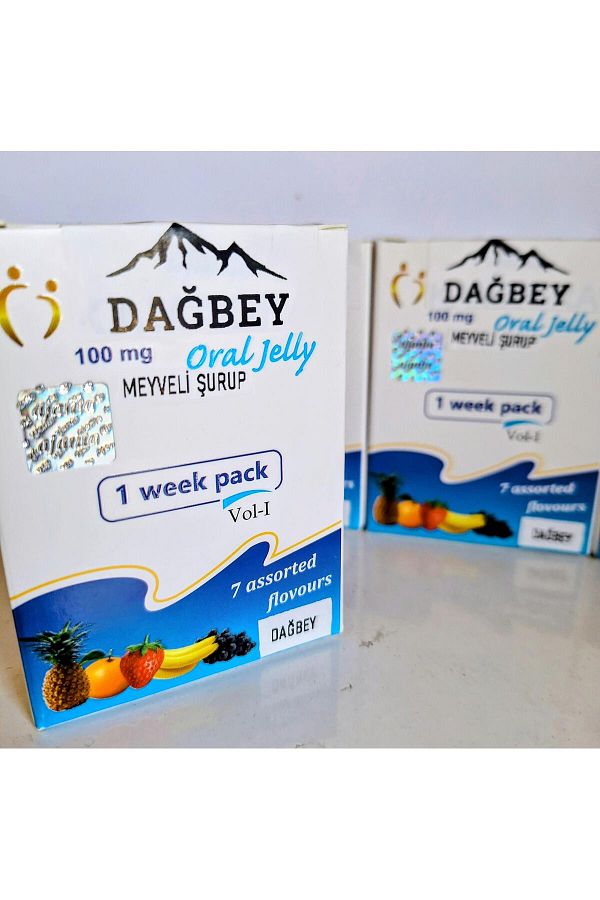 DAĞBEY
100 mg
Oral Jelly
MEYVELİ ŞURUP
1 week pack
Vol-I
7 assorted
flovours
DAĞBEY
DAĞBEY
100 mg
Oral Jelly
MEYVELİ ŞURUP
1 week pack
Vol-I
7 assorted
flovours
DAĞBEY